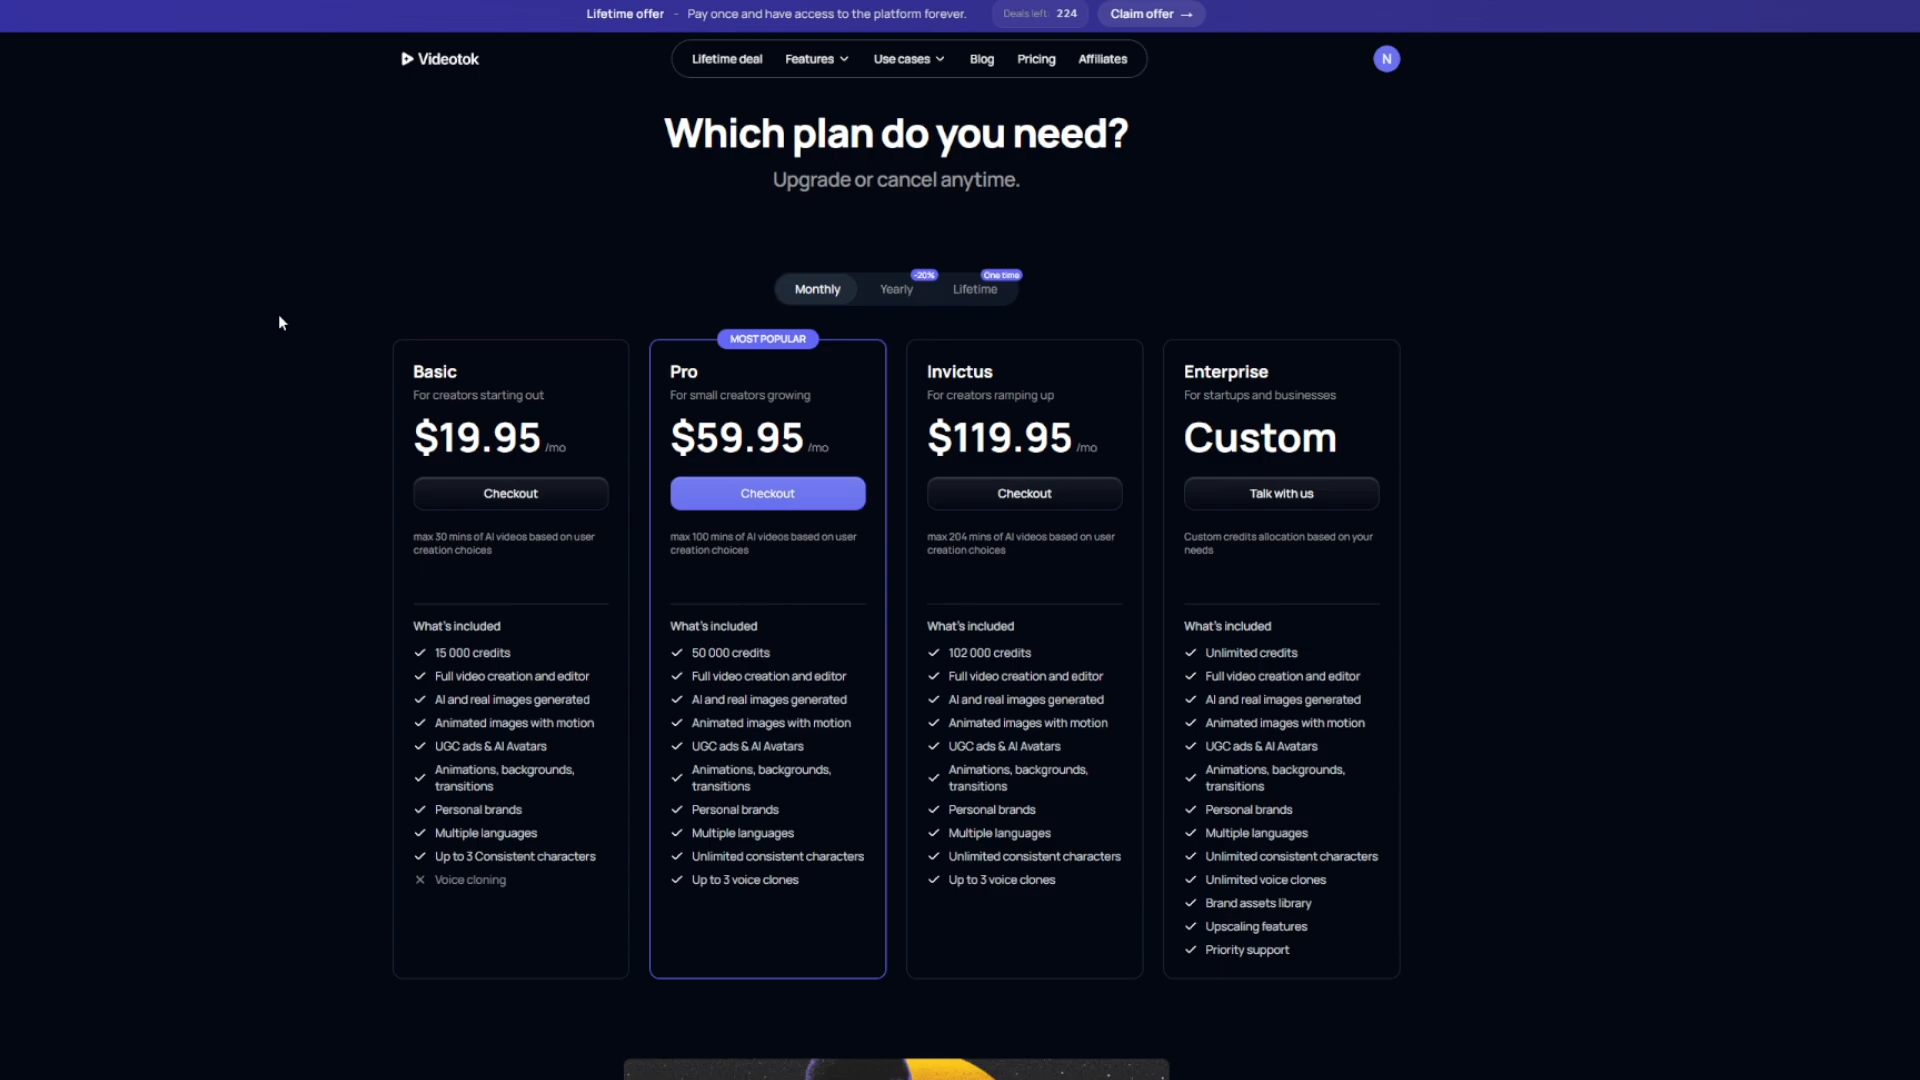 Lifetime offer - Pay once and have access to the platform forever. Deals left: 224 Claim offer →
Videotok
Lifetime deal Features Use cases Blog Pricing Affiliates
N
Which plan do you need?
Upgrade or cancel anytime.
-20% One time
Monthly Yearly Lifetime
Basic
For creators starting out
$19.95 /mo
Checkout
max 30 mins of AI videos based on user
creation choices
What's included
15 000 credits
Full video creation and editor
AI and real images generated
Animated images with motion
UGC ads & AI Avatars
Animations, backgrounds,
transitions
Personal brands
Multiple languages
Up to 3 Consistent characters
Voice cloning
MOST POPULAR
Pro
For small creators growing
$59.95 /mo
Checkout
max 100 mins of AI videos based on user
creation choices
What's included
50 000 credits
Full video creation and editor
AI and real images generated
Animated images with motion
UGC ads & AI Avatars
Animations, backgrounds,
transitions
Personal brands
Multiple languages
Unlimited consistent characters
Up to 3 voice clones
Invictus
For creators ramping up
$119.95 /mo
Checkout
max 204 mins of AI videos based on user
creation choices
What's included
102 000 credits
Full video creation and editor
AI and real images generated
Animated images with motion
UGC ads & AI Avatars
Animations, backgrounds,
transitions
Personal brands
Multiple languages
Unlimited consistent characters
Up to 3 voice clones
Enterprise
For startups and businesses
Custom
Talk with us
Custom credits allocation based on your
needs
What's included
Unlimited credits
Full video creation and editor
AI and real images generated
Animated images with motion
UGC ads & AI Avatars
Animations, backgrounds,
transitions
Personal brands
Multiple languages
Unlimited consistent characters
Unlimited voice clones
Brand assets library
Upscaling features
Priority support